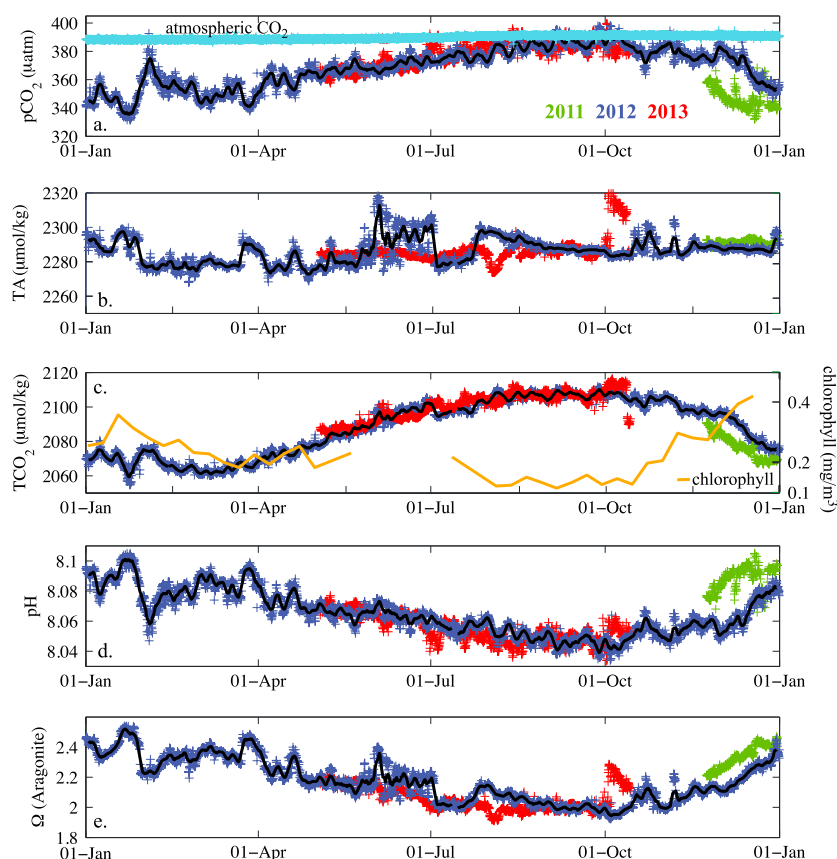 400
380
360
340
320
pCO2 (µatm)
atmospheric CO2
2011 2012 2013
a.
01-Jan 01-Apr 01-Jul 01-Oct 01-Jan
2320
2300
2280
2260
TA (µmol/kg)
b.
01-Jan 01-Apr 01-Jul 01-Oct 01-Jan
2120
2100
2080
2060
TCO2 (µmol/kg)
c.
chlorophyll
0.4
0.2
0.1
chlorophyll (mg/m³)
01-Jan 01-Apr 01-Jul 01-Oct 01-Jan
8.1
8.08
8.06
8.04
pH
d.
01-Jan 01-Apr 01-Jul 01-Oct 01-Jan
2.4
2.2
2
1.8
Ω (Aragonite)
e.
01-Jan 01-Apr 01-Jul 01-Oct 01-Jan